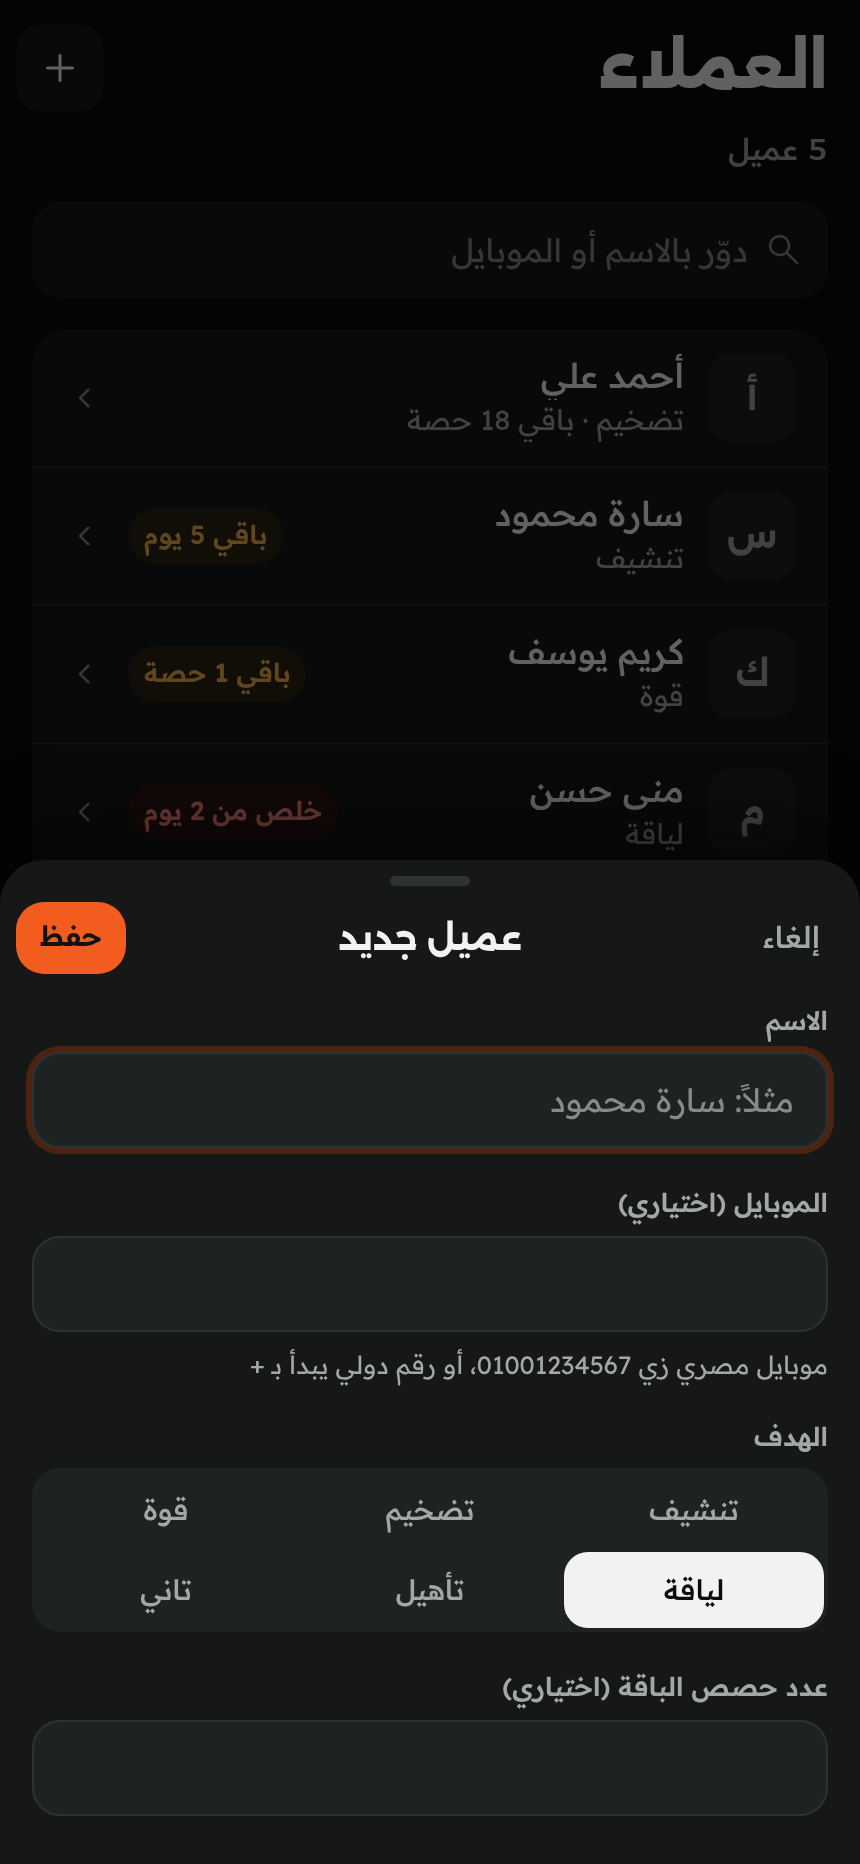 العملاء
5 عميل
دوّر بالاسم أو الموبايل
أ
أحمد علي
تضخيم · باقي 18 حصة
س
سارة محمود
تنشيف
باقي 5 يوم
ك
كريم يوسف
قوة
باقي 1 حصة
م
منى حسن
لياقة
خلص من 2 يوم
إلغاء
عميل جديد
حفظ
الاسم
مثلاً: سارة محمود
الموبايل (اختياري)
موبايل مصري زي 01001234567، أو رقم دولي يبدأ بـ +
الهدف
تنشيف
تضخيم
قوة
لياقة
تأهيل
تاني
عدد حصص الباقة (اختياري)